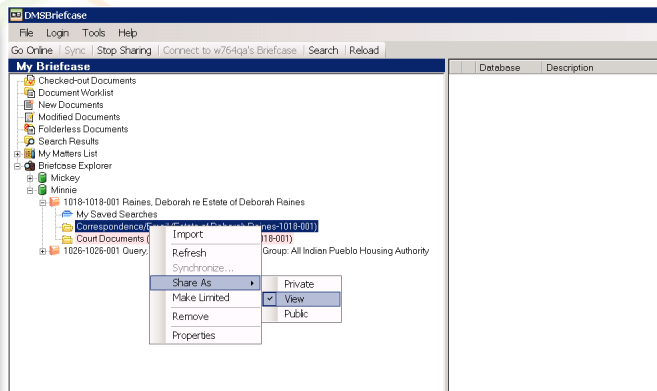 DMSBriefcase
File Login Tools Help
Go Online Sync Stop Sharing Connect to w764qa's Briefcase Search Reload
My Briefcase
Database Description
Checked-out Documents
Document Worklist
New Documents
Modified Documents
Folderless Documents
Search Results
My Matters List
Briefcase Explorer
Mickey
Minnie
1018-1018-001 Raines, Deborah re Estate of Deborah Raines
My Saved Searches
Correspondence/Email (Estate of Deborah Raines-1018-001)
Court Documents ( 018-001)
1026-1026-001 Query, Group: All Indian Pueblo Housing Authority
Import
Refresh
Synchronize...
Share As
Make Limited
Remove
Properties
Private
View
Public